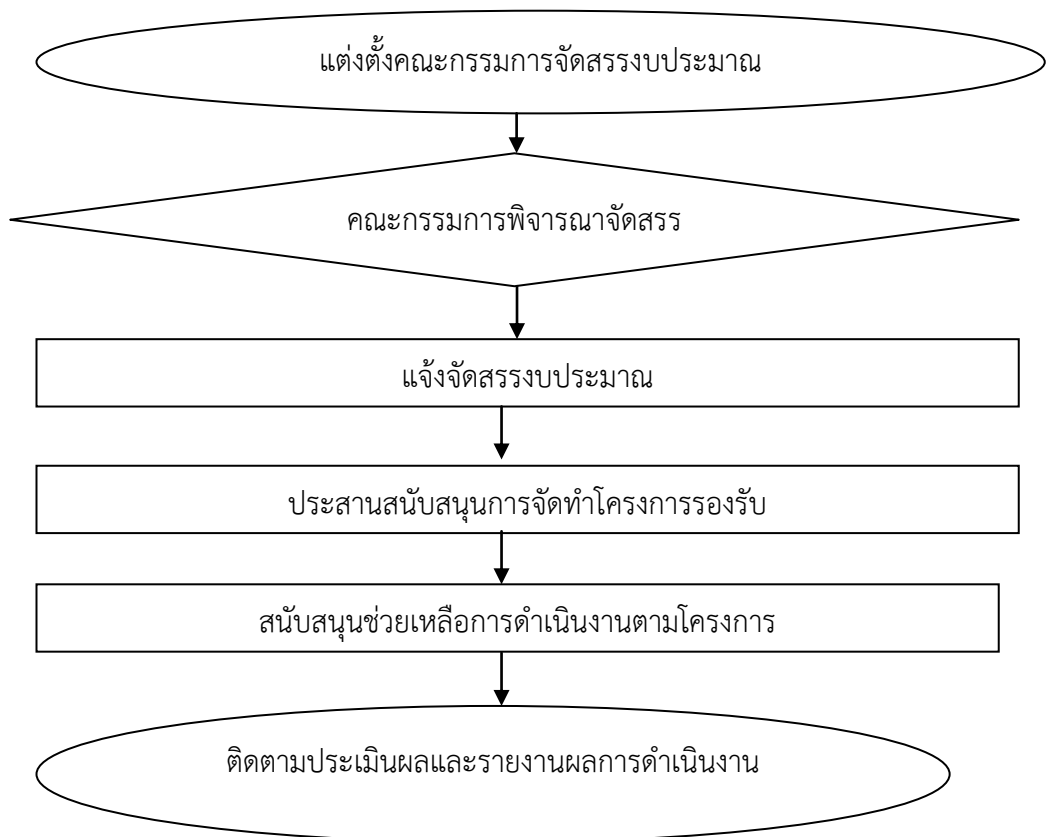 แต่งตั้งคณะกรรมการจัดสรรงบประมาณ
คณะกรรมการพิจารณาจัดสรร
แจ้งจัดสรรงบประมาณ
ประสานสนับสนุนการจัดทำโครงการรองรับ
สนับสนุนช่วยเหลือการดำเนินงานตามโครงการ
ติดตามประเมินผลและรายงานผลการดำเนินงาน